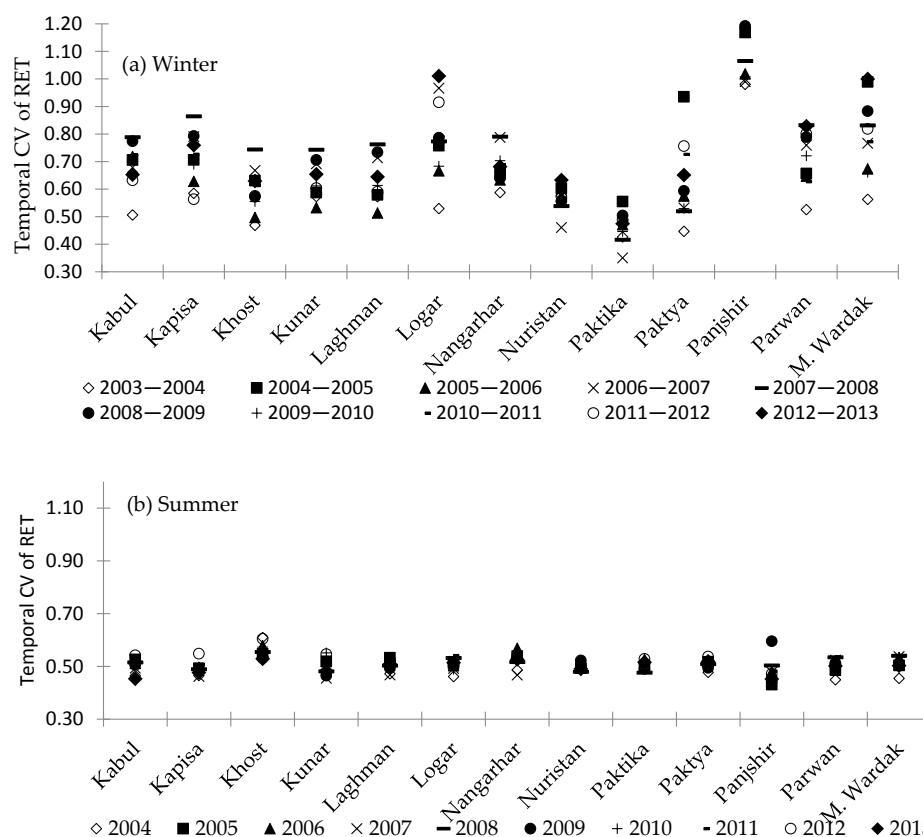 1.20
(a) Winter
1.10
1.00
0.90
0.80
0.70
0.60
0.50
0.40
0.30
Temporal CV of RET
Kabul Kapisa Khost Kunar Laghman Logar Nangarhar Nuristan Paktika Paktya Panjshir Parwan M. Wardak
2003—2004 2004—2005 2005—2006 2006—2007 2007—2008
2008—2009 2009—2010 2010—2011 2011—2012 2012—2013
(b) Summer
1.10
0.90
0.70
0.50
0.30
Temporal CV of RET
Kabul Kapisa Khost Kunar Laghman Logar Nangarhar Nuristan Paktika Paktya Panjshir Parwan M. Wardak
2004 2005 2006 2007 2008 2009 2010 2011 2012 201